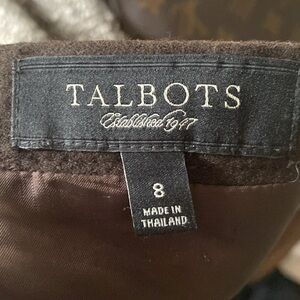 TALBOTS
Established 1947
8
MADE IN
THAILAND